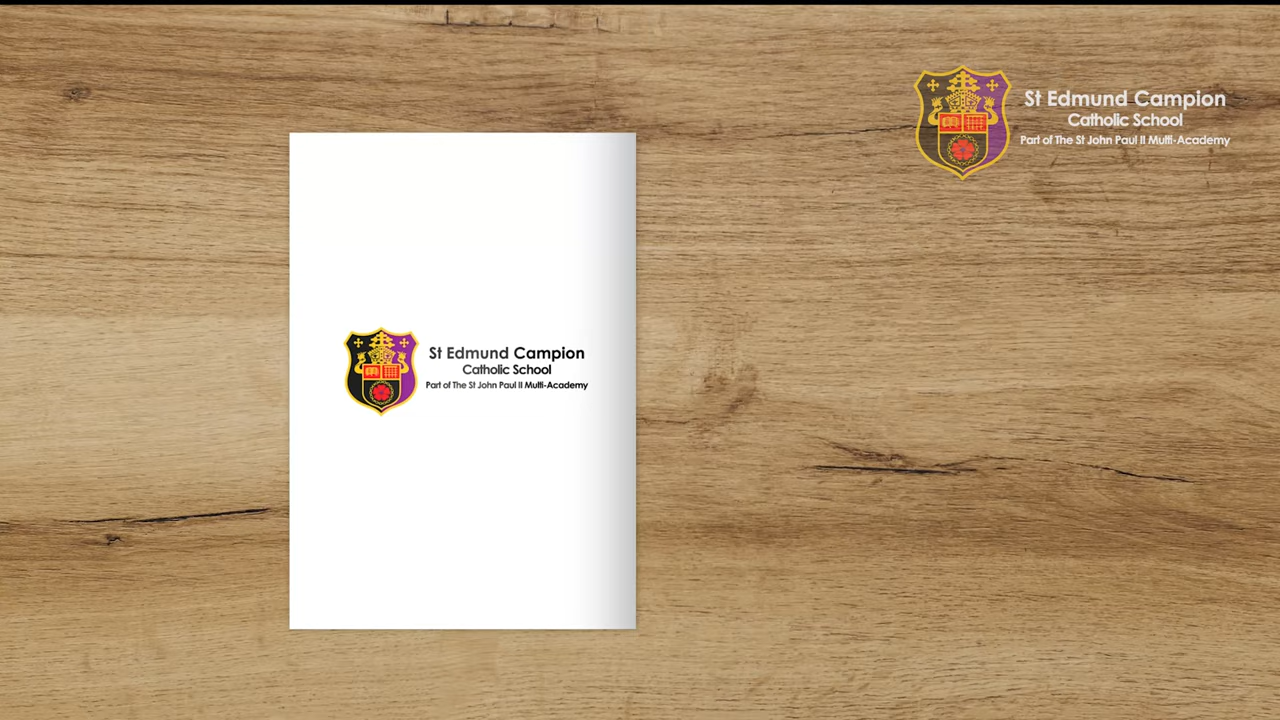 St Edmund Campion
Catholic School
Part of The St John Paul II Multi-Academy
St Edmund Campion
Catholic School
Part of The St John Paul II Multi-Academy